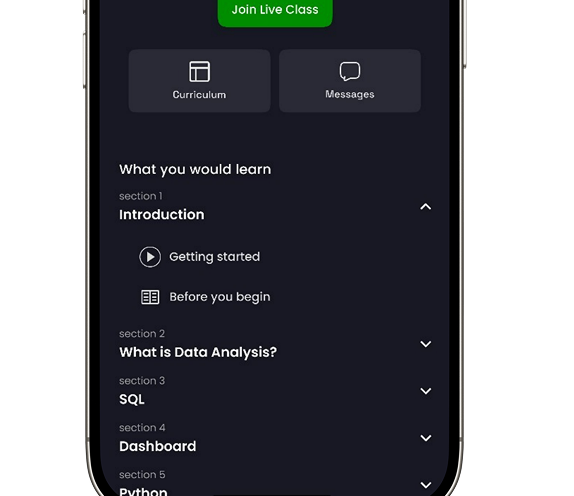 Join Live Class
Curriculum
Messages
What you would learn
section 1
Introduction
Getting started
Before you begin
section 2
What is Data Analysis?
section 3
SQL
section 4
Dashboard
section 5
Python